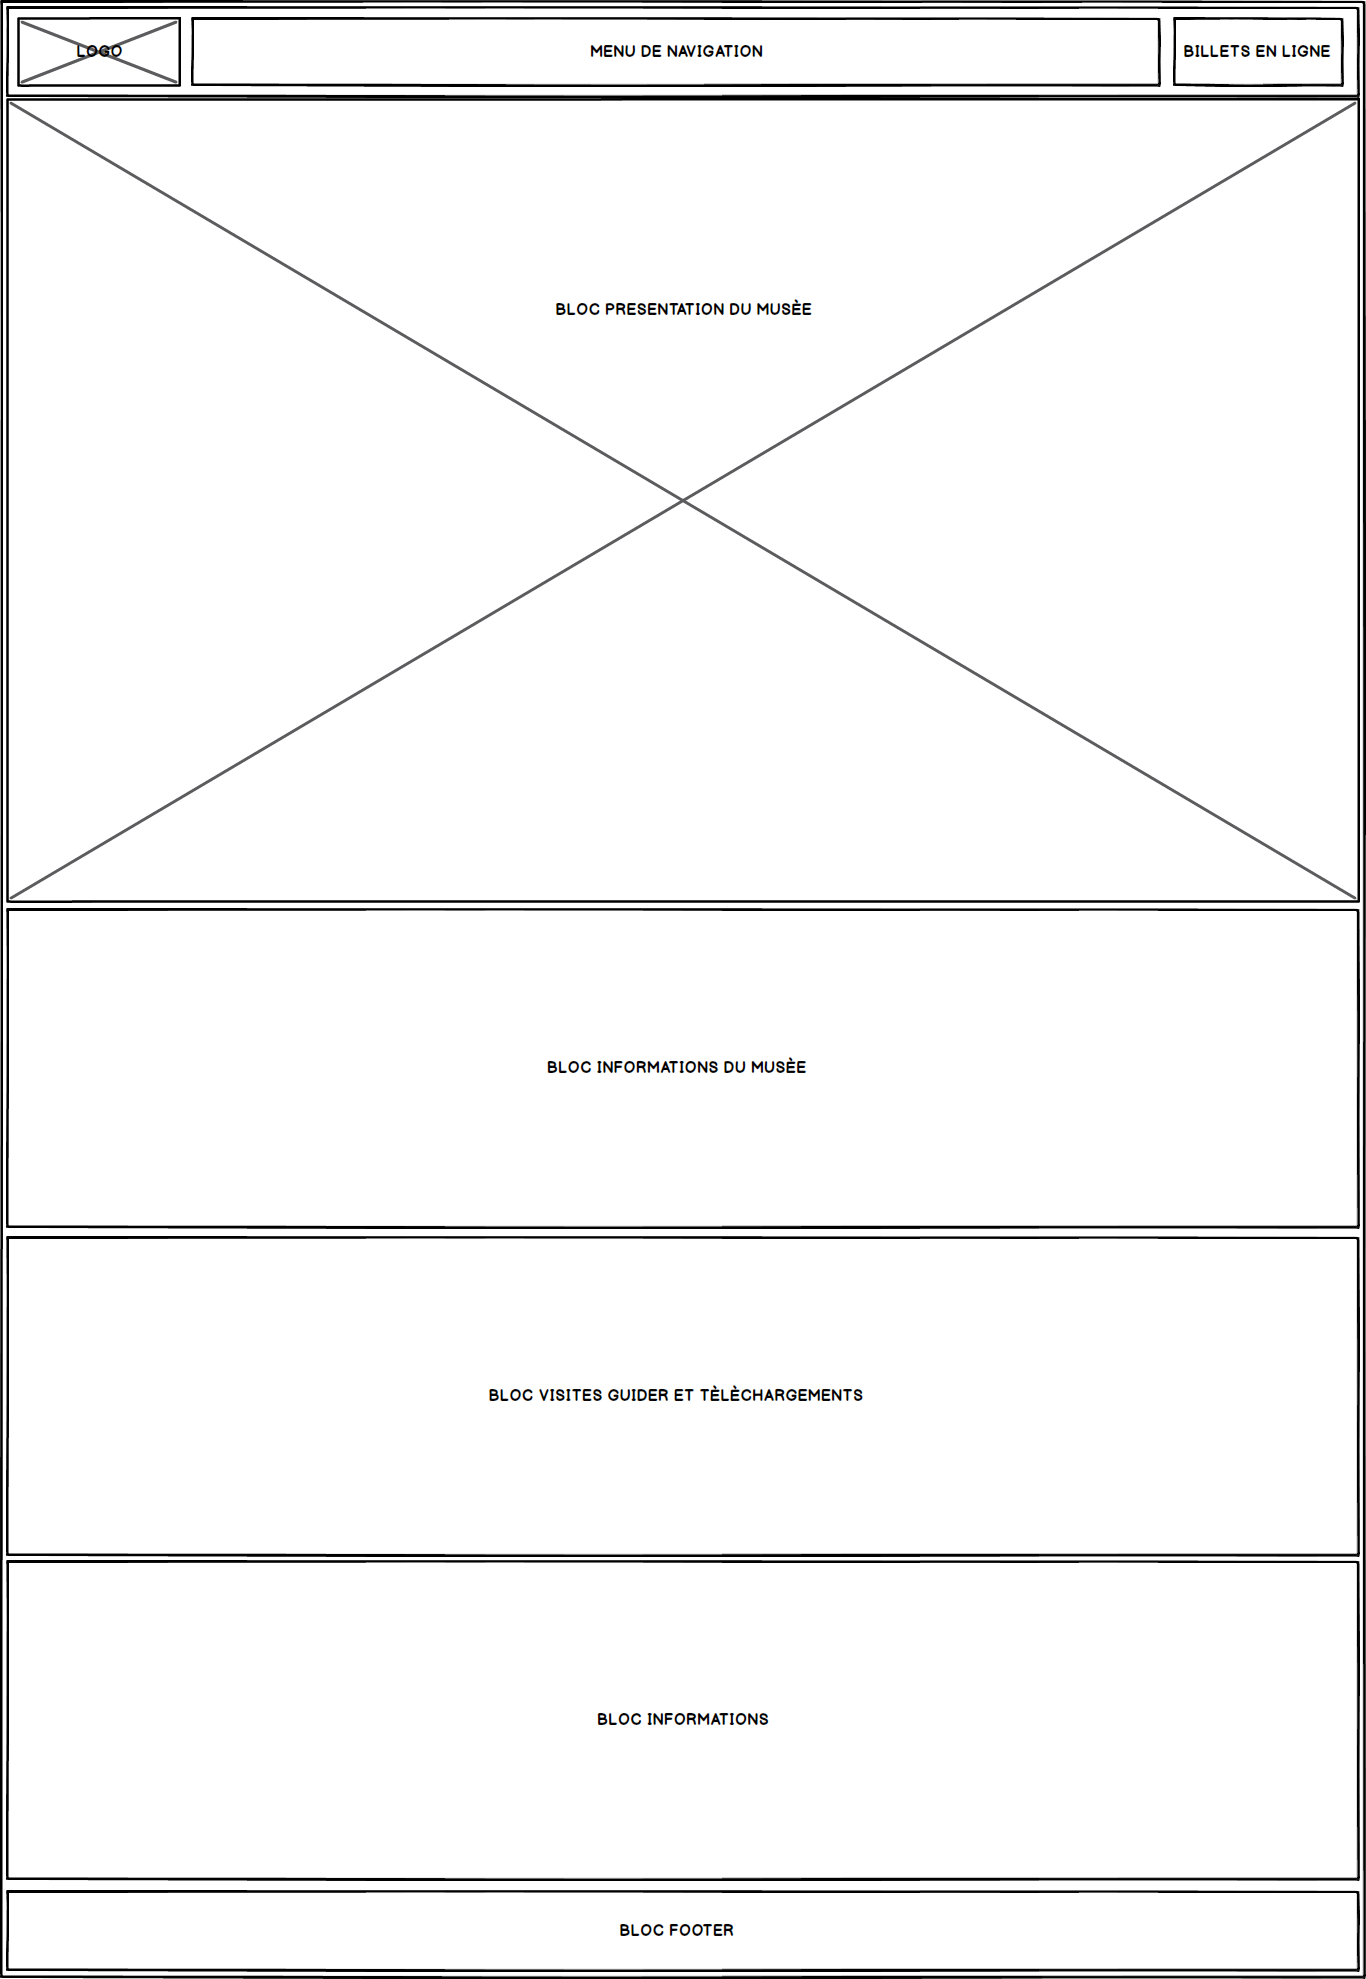 LOGO
MENU DE NAVIGATION
BILLETS EN LIGNE
BLOC PRESENTATION DU MUSÈE
BLOC INFORMATIONS DU MUSÈE
BLOC VISITES GUIDER ET TÈLÈCHARGEMENTS
BLOC INFORMATIONS
BLOC FOOTER